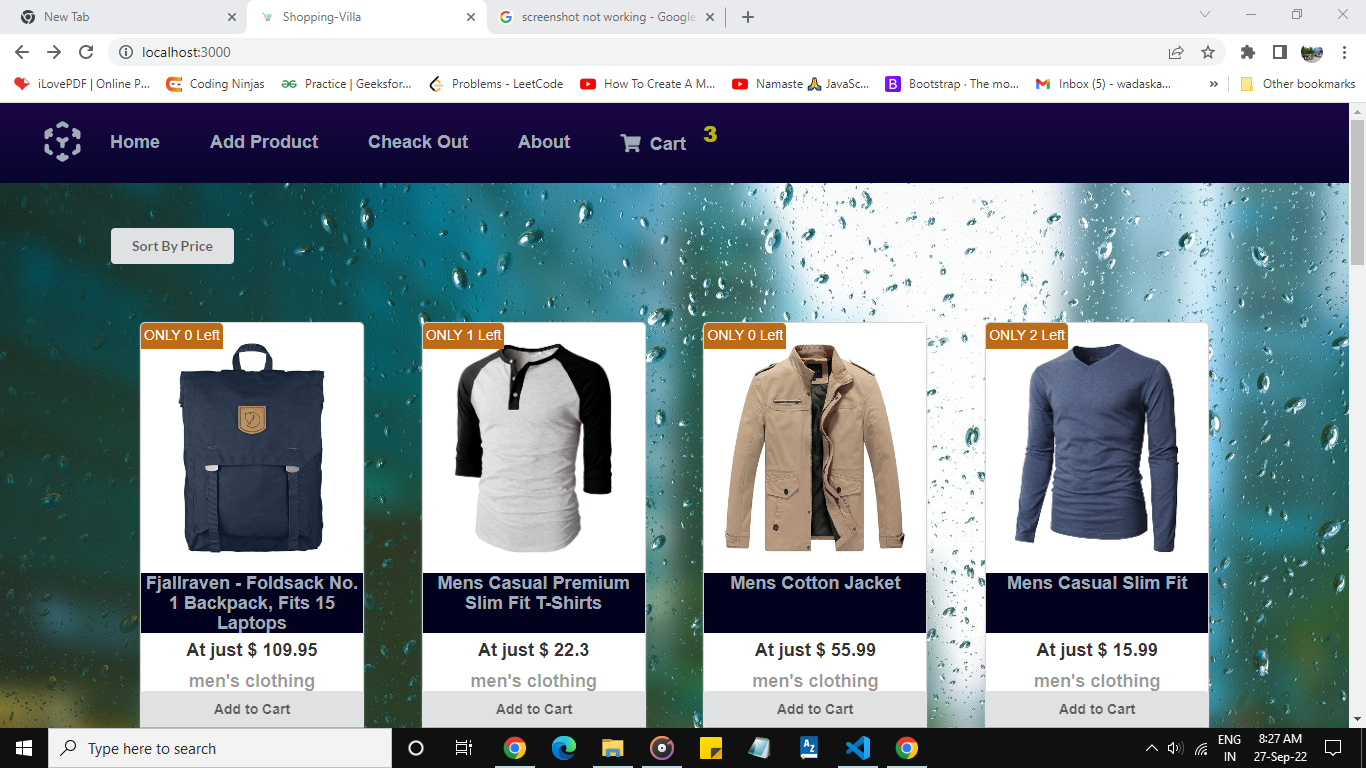 New Tab
Shopping-Villa
screenshot not working - Google
localhost:3000
iLovePDF | Online P...
Coding Ninjas
Practice | Geeksfor...
Problems - LeetCode
How To Create A M...
Namaste 🙏 JavaSc...
Bootstrap · The mo...
Inbox (5) - wadaska...
»
Other bookmarks
Home
Add Product
Cheack Out
About
Cart
3
Sort By Price
ONLY 0 Left
ONLY 1 Left
ONLY 0 Left
ONLY 2 Left
Fjallraven - Foldsack No.
1 Backpack, Fits 15
Laptops
At just $ 109.95
men's clothing
Add to Cart
Mens Casual Premium
Slim Fit T-Shirts
At just $ 22.3
men's clothing
Add to Cart
Mens Cotton Jacket
At just $ 55.99
men's clothing
Add to Cart
Mens Casual Slim Fit
At just $ 15.99
men's clothing
Add to Cart
Type here to search
ENG
IN
8:27 AM
27-Sep-22